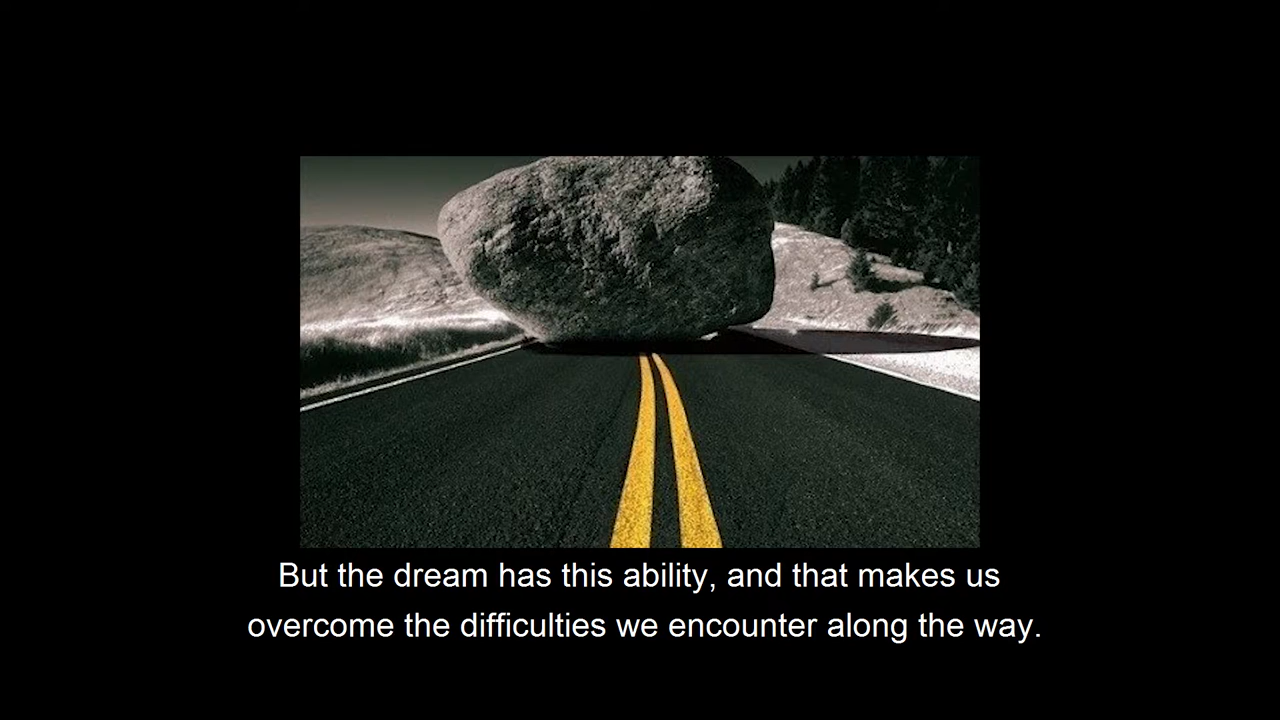 But the dream has this ability, and that makes us
overcome the difficulties we encounter along the way.